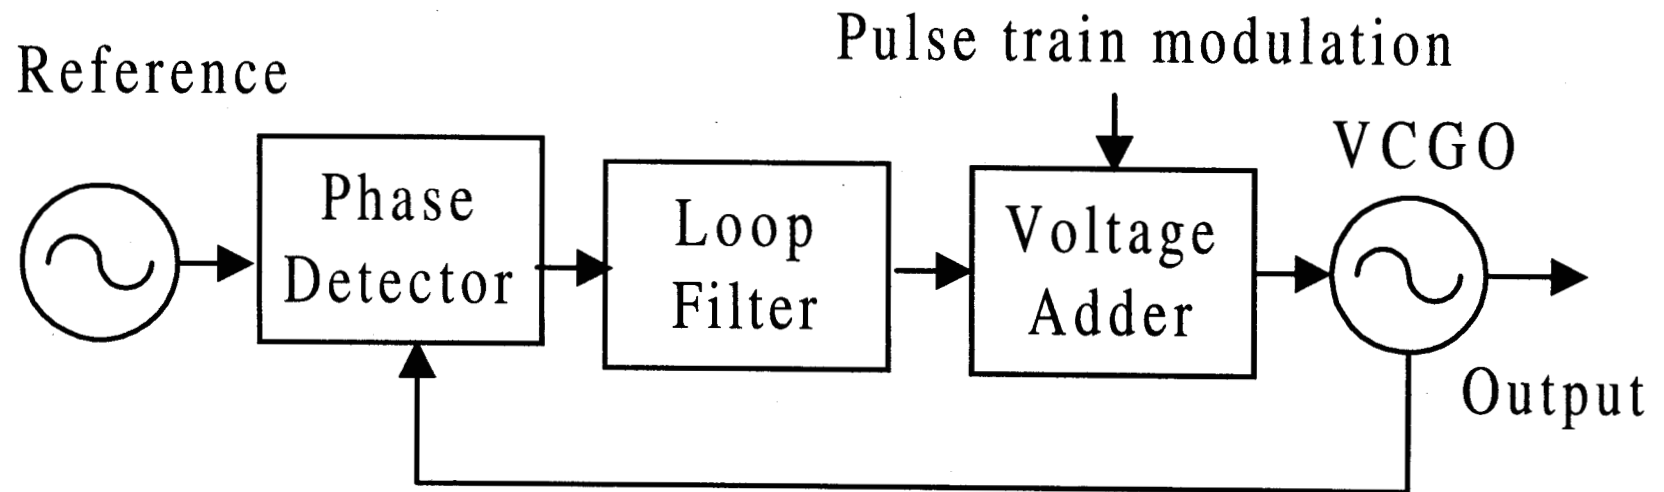 Reference
Pulse train modulation
VCGO
Phase
Detector
Loop
Filter
Voltage
Adder
Output